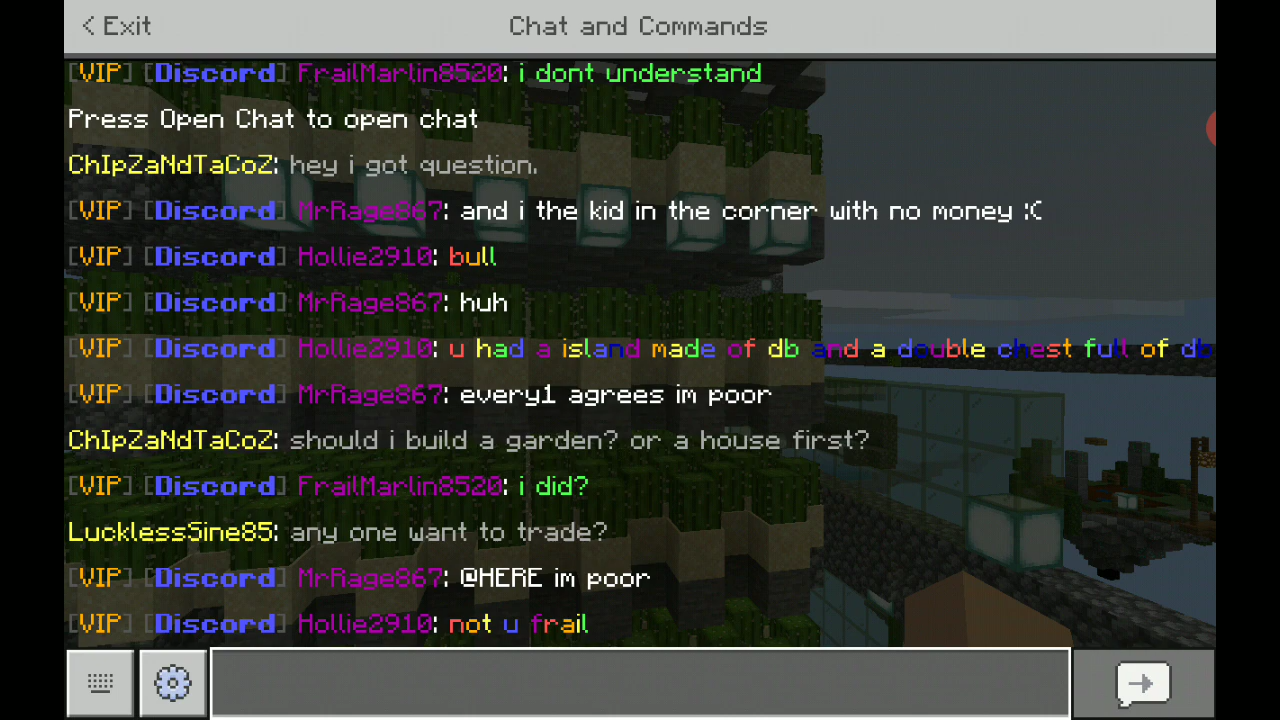 < Exit
Chat and Commands
[VIP] [Discord] FrailMarlin8520: i dont understand
Press Open Chat to open chat
ChIpZaNdTaCoZ: hey i got question.
[VIP] [Discord] MrRage867: and i the kid in the corner with no money :(
[VIP] [Discord] Hollie2910: bull
[VIP] [Discord] MrRage867: huh
[VIP] [Discord] Hollie2910: u had a island made of db and a double chest full of db
[VIP] [Discord] MrRage867: every1 agrees im poor
ChIpZaNdTaCoZ: should i build a garden? or a house first?
[VIP] [Discord] FrailMarlin8520: i did?
LucklessSine85: any one want to trade?
[VIP] [Discord] MrRage867: @HERE im poor
[VIP] [Discord] Hollie2910: not u frail